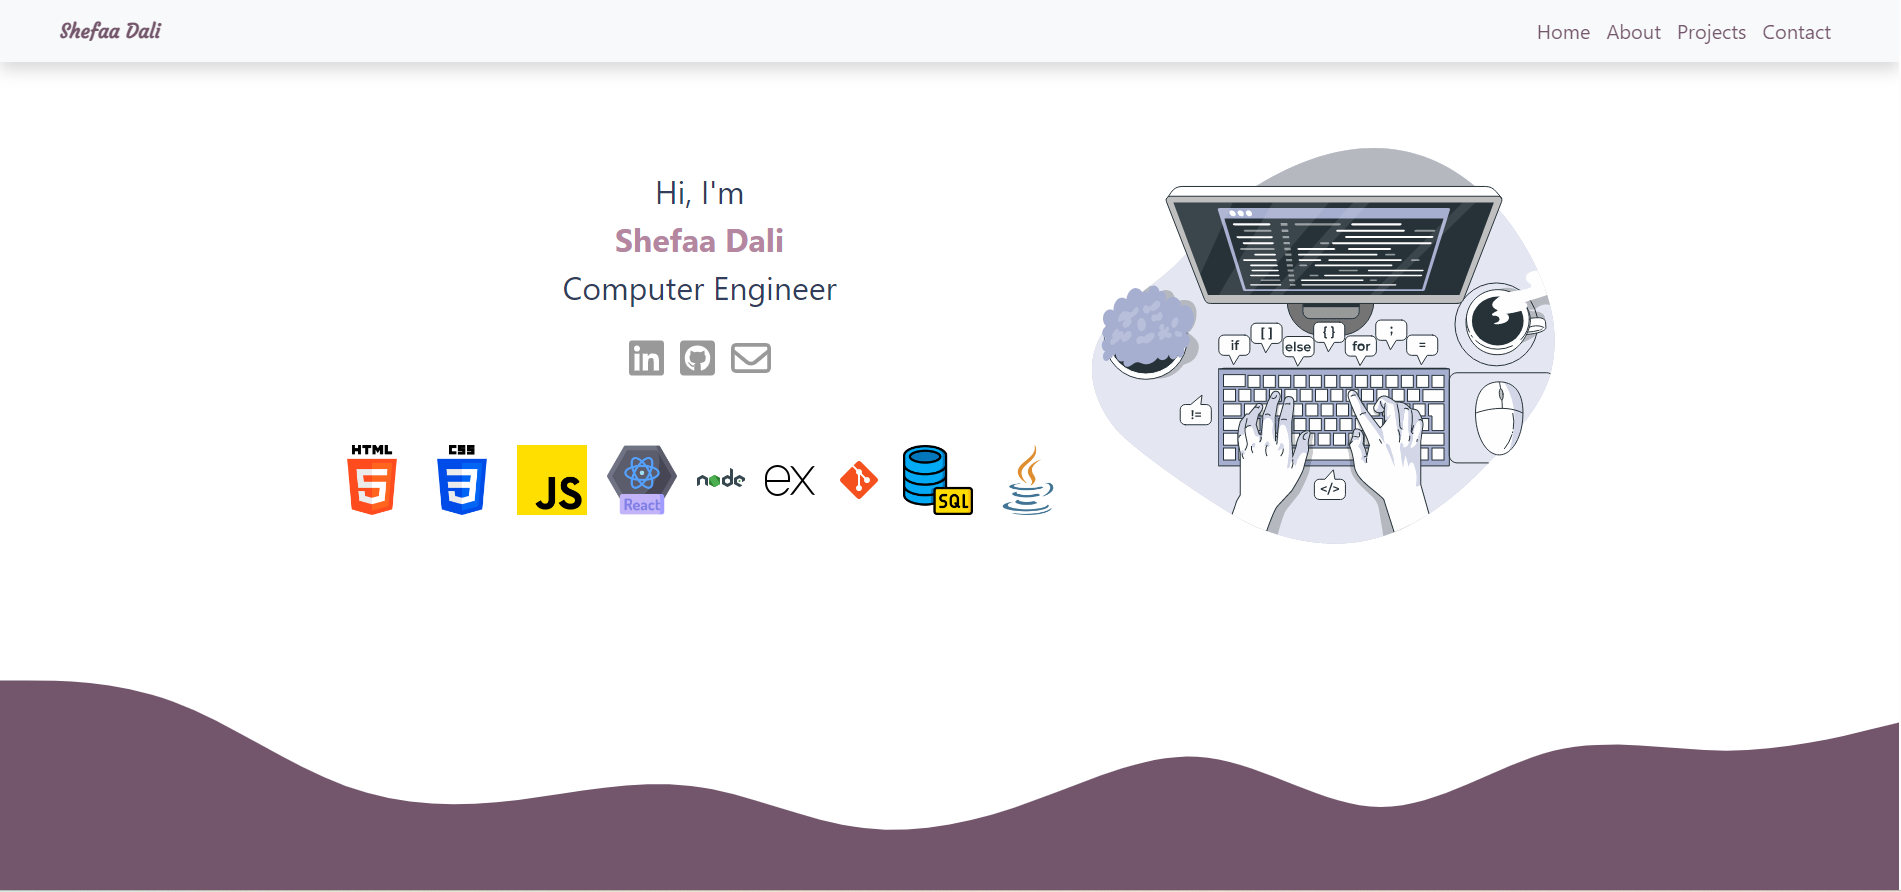 Shefaa Dali
Home About Projects Contact
Hi, I'm
Shefaa Dali
Computer Engineer
in
HTML
5
CSS
3
JS
React
node
ex
SQL
if
[ ]
else
{ }
for
;
=
!=
</>